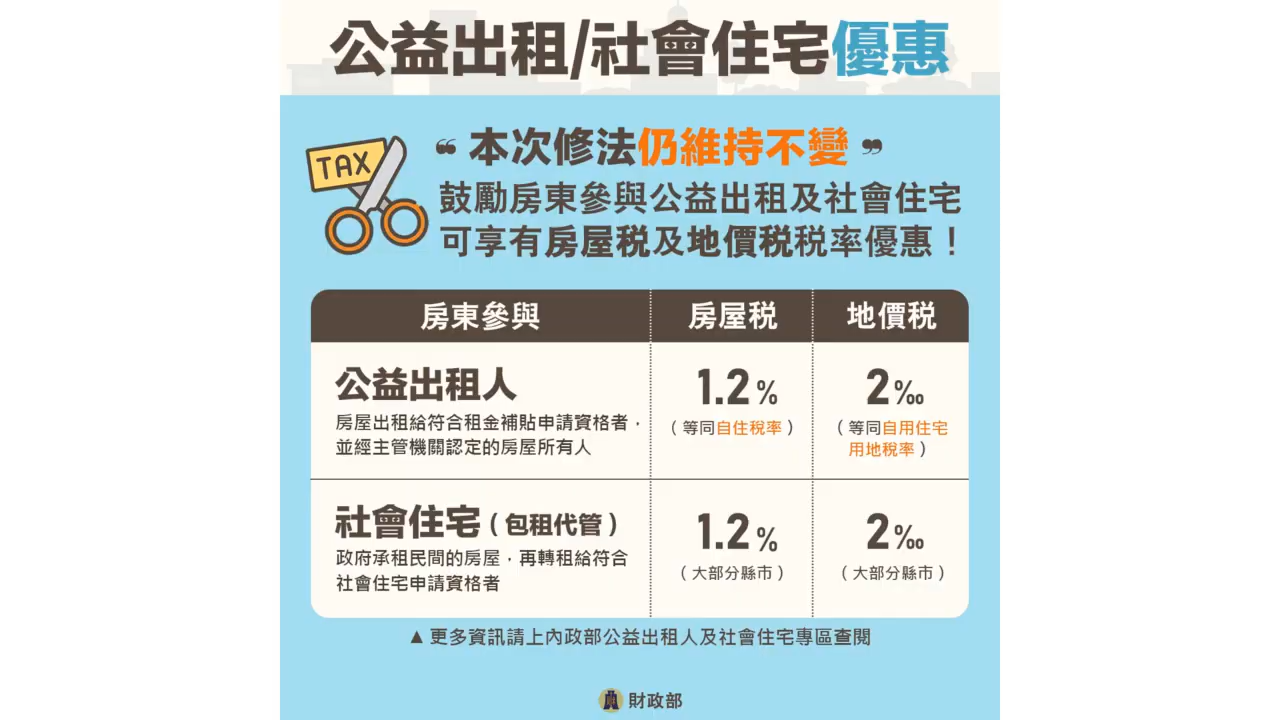 公益出租/社會住宅優惠
TAX
❝ 本次修法仍維持不變 ❞
鼓勵房東參與公益出租及社會住宅
可享有房屋稅及地價稅稅率優惠！
房東參與 房屋稅 地價稅
公益出租人
房屋出租給符合租金補貼申請資格者，
並經主管機關認定的房屋所有人
1.2%
（等同自住稅率）
2‰
（等同自用住宅
用地稅率）
社會住宅（包租代管）
政府承租民間的房屋，再轉租給符合
社會住宅申請資格者
1.2%
（大部分縣市）
2‰
（大部分縣市）
▲ 更多資訊請上內政部公益出租人及社會住宅專區查閱
財政部